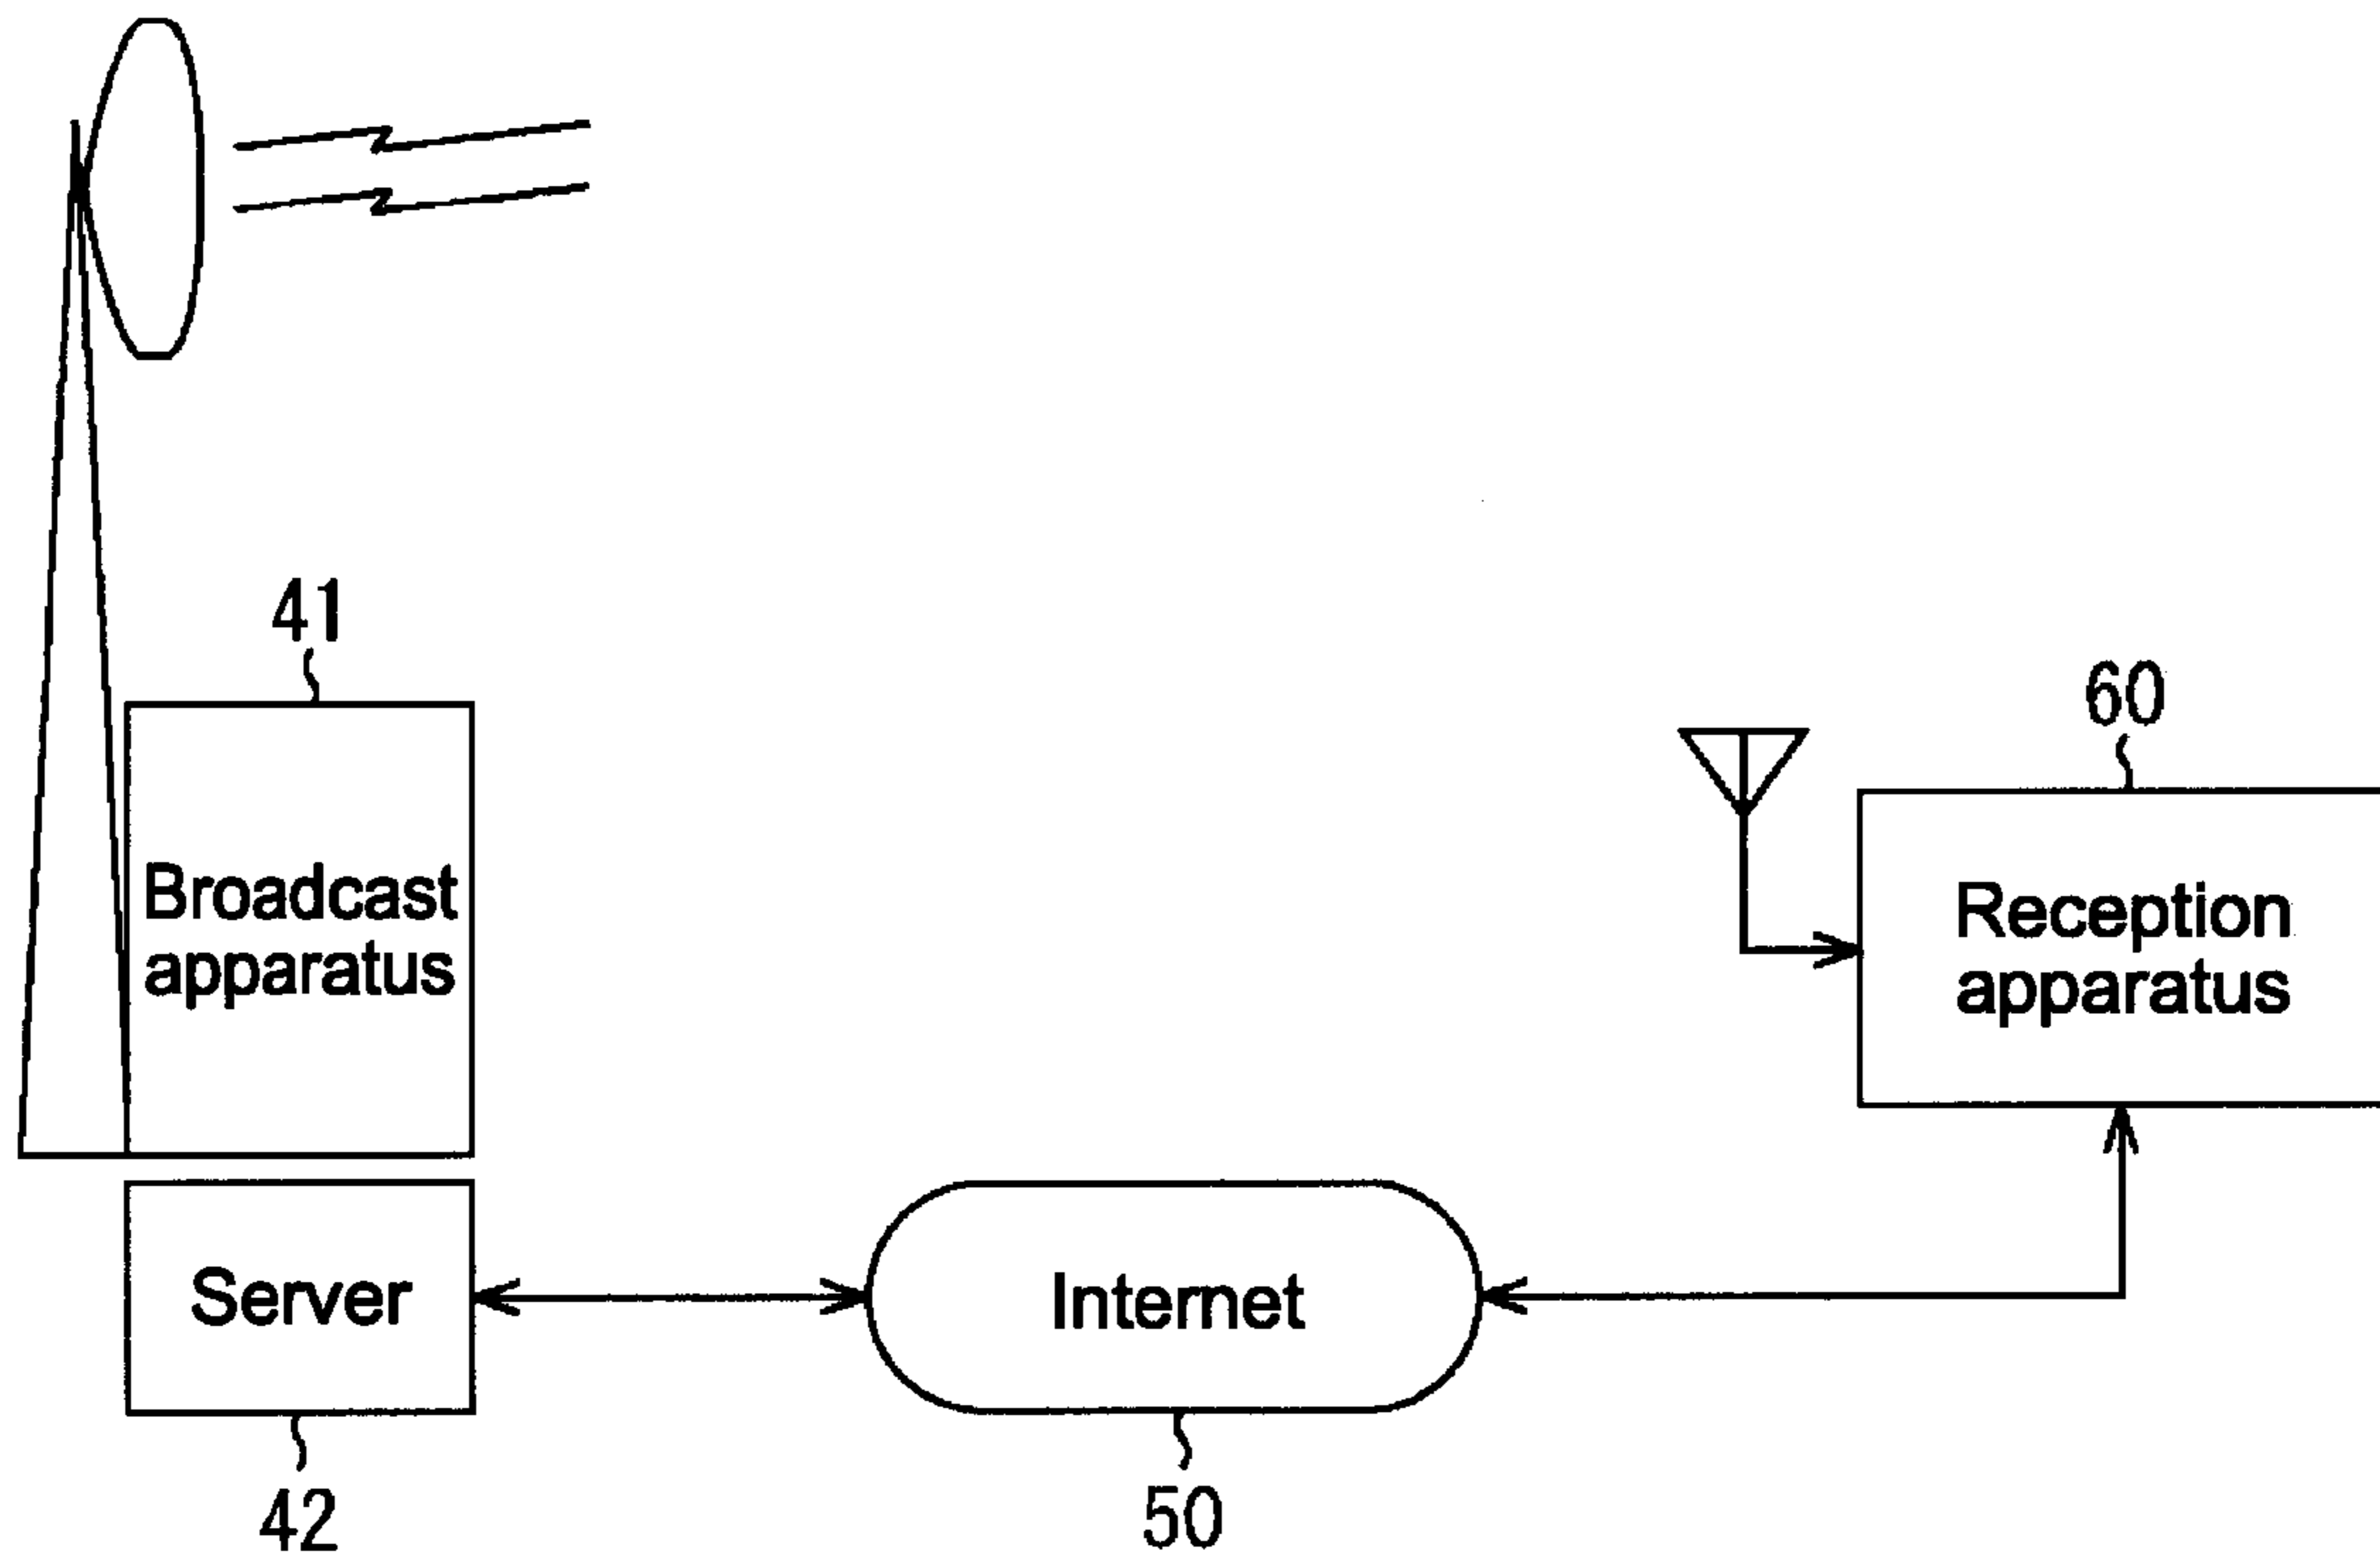 41
Broadcast
apparatus
60
Reception
apparatus
Server
Internet
42
50